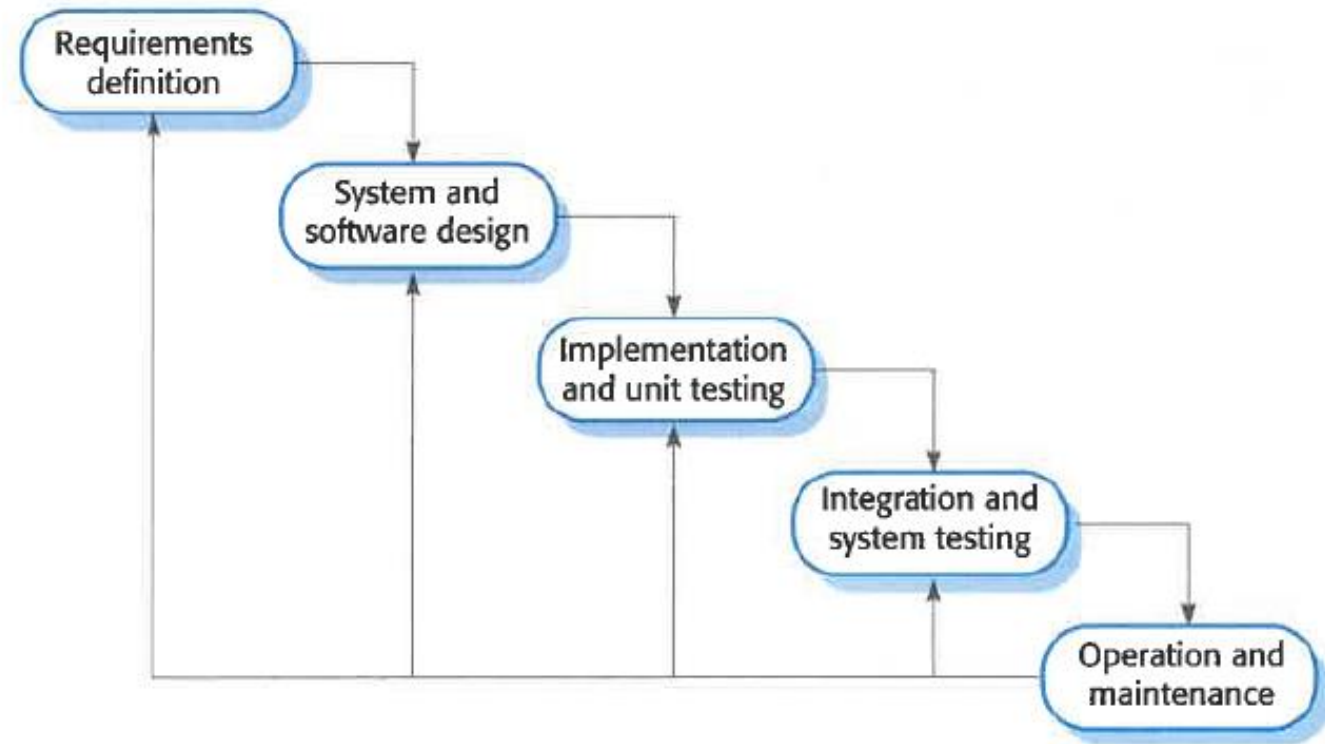 Requirements
definition
System and
software design
Implementation
and unit testing
Integration and
system testing
Operation and
maintenance